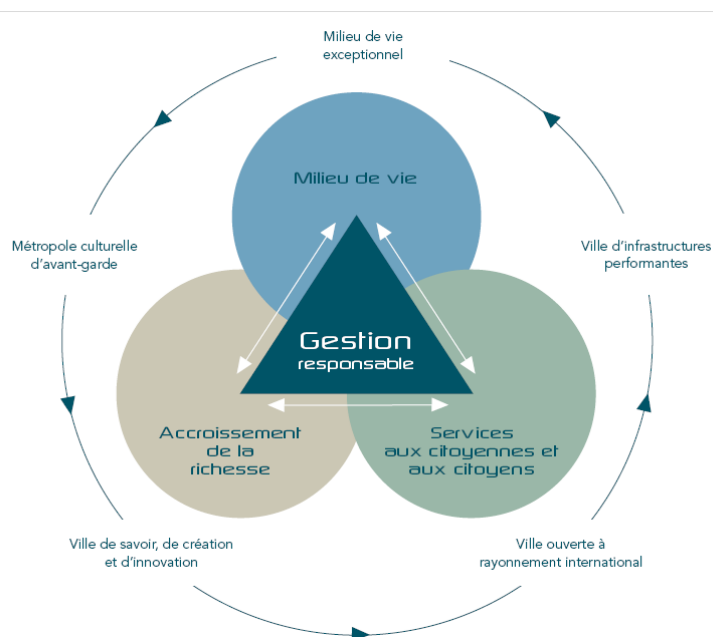 Milieu de vie
exceptionnel
Milieu de vie
Métropole culturelle
d'avant-garde
Ville d'infrastructures
performantes
Gestion
responsable
Accroissement
de la
richesse
Services
aux citoyennes et
aux citoyens
Ville de savoir, de création
et d'innovation
Ville ouverte à
rayonnement international